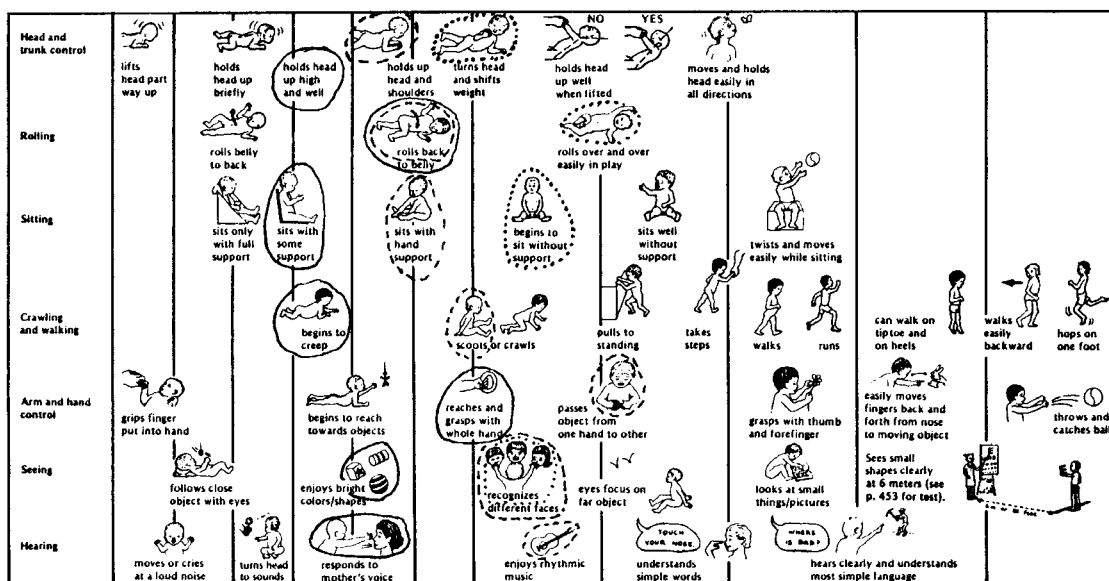 Head and
trunk control
NO YES
lifts
head part
way up
holds
head up
briefly
holds head
up high
and well
holds up
head and
shoulders
turns head
and shifts
weight
holds head
up well
when lifted
moves and holds
head easily in
all directions
Rolling
rolls belly
to back
rolls back
to belly
rolls over and over
easily in play
Sitting
sits only
with full
support
sits with
some
support
sits with
hand
support
begins to
sit without
support
sits well
without
support
twists and moves
easily while sitting
Crawling
and walking
begins to
creep
scoots or crawls
pulls to
standing
takes
steps
walks
runs
can walk on
tiptoe and
on heels
walks
easily
backward
hops on
one foot
Arm and hand
control
grips finger
put into hand
begins to reach
towards objects
reaches and
grasps with
whole hand
passes
object from
one hand to other
grasps with thumb
and forefinger
easily moves
fingers back and
forth from nose
to moving object
throws and
catches ball
Seeing
follows close
object with eyes
enjoys bright
colors/shapes
recognizes
different faces
eyes focus on
far object
looks at small
things/pictures
Sees small
shapes clearly
at 6 meters (see
p. 453 for test).
E
Hearing
moves or cries
at a loud noise
turns head
to sounds
responds to
mother's voice
enjoys rhythmic
music
TOUCH
YOUR NOSE
understands
simple words
WHERE
IS DAD?
hears clearly and understands
most simple language